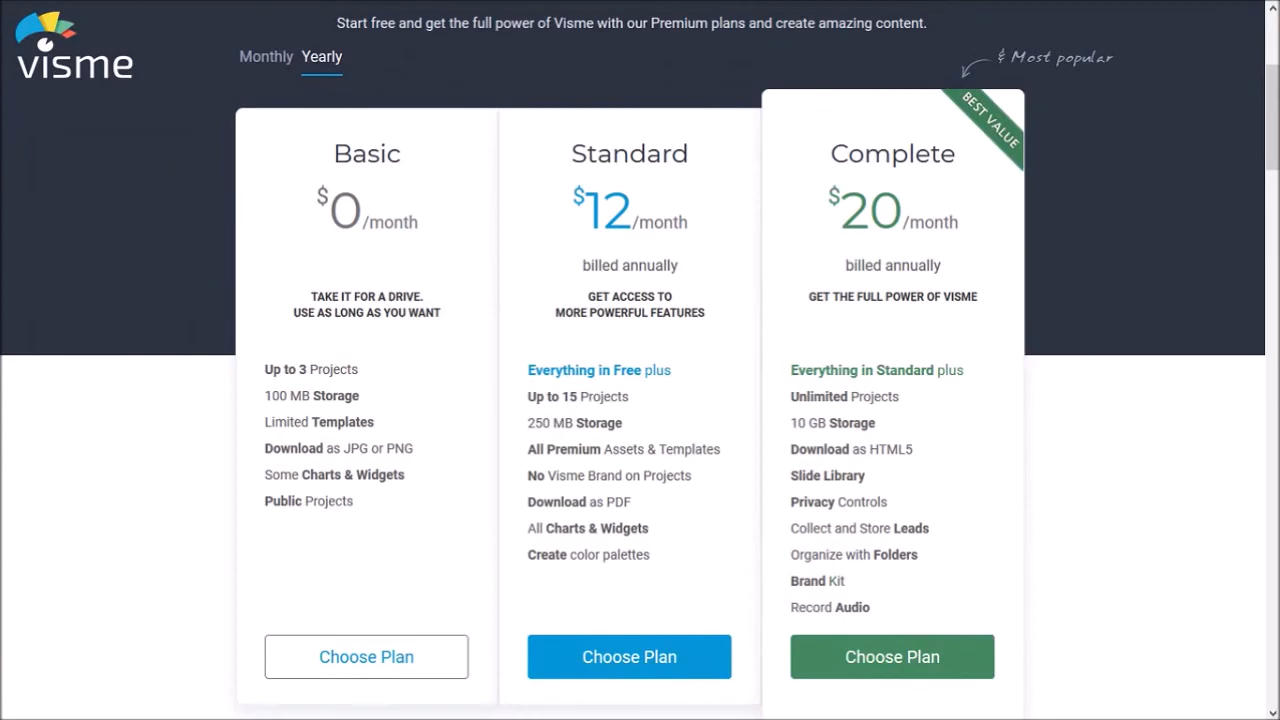 Start free and get the full power of Visme with our Premium plans and create amazing content.
visme
Monthly Yearly
& Most popular
BEST VALUE
Basic
$0/month
TAKE IT FOR A DRIVE.
USE AS LONG AS YOU WANT
Up to 3 Projects
100 MB Storage
Limited Templates
Download as JPG or PNG
Some Charts & Widgets
Public Projects
Choose Plan
Standard
$12/month
billed annually
GET ACCESS TO
MORE POWERFUL FEATURES
Everything in Free plus
Up to 15 Projects
250 MB Storage
All Premium Assets & Templates
No Visme Brand on Projects
Download as PDF
All Charts & Widgets
Create color palettes
Choose Plan
Complete
$20/month
billed annually
GET THE FULL POWER OF VISME
Everything in Standard plus
Unlimited Projects
10 GB Storage
Download as HTML5
Slide Library
Privacy Controls
Collect and Store Leads
Organize with Folders
Brand Kit
Record Audio
Choose Plan